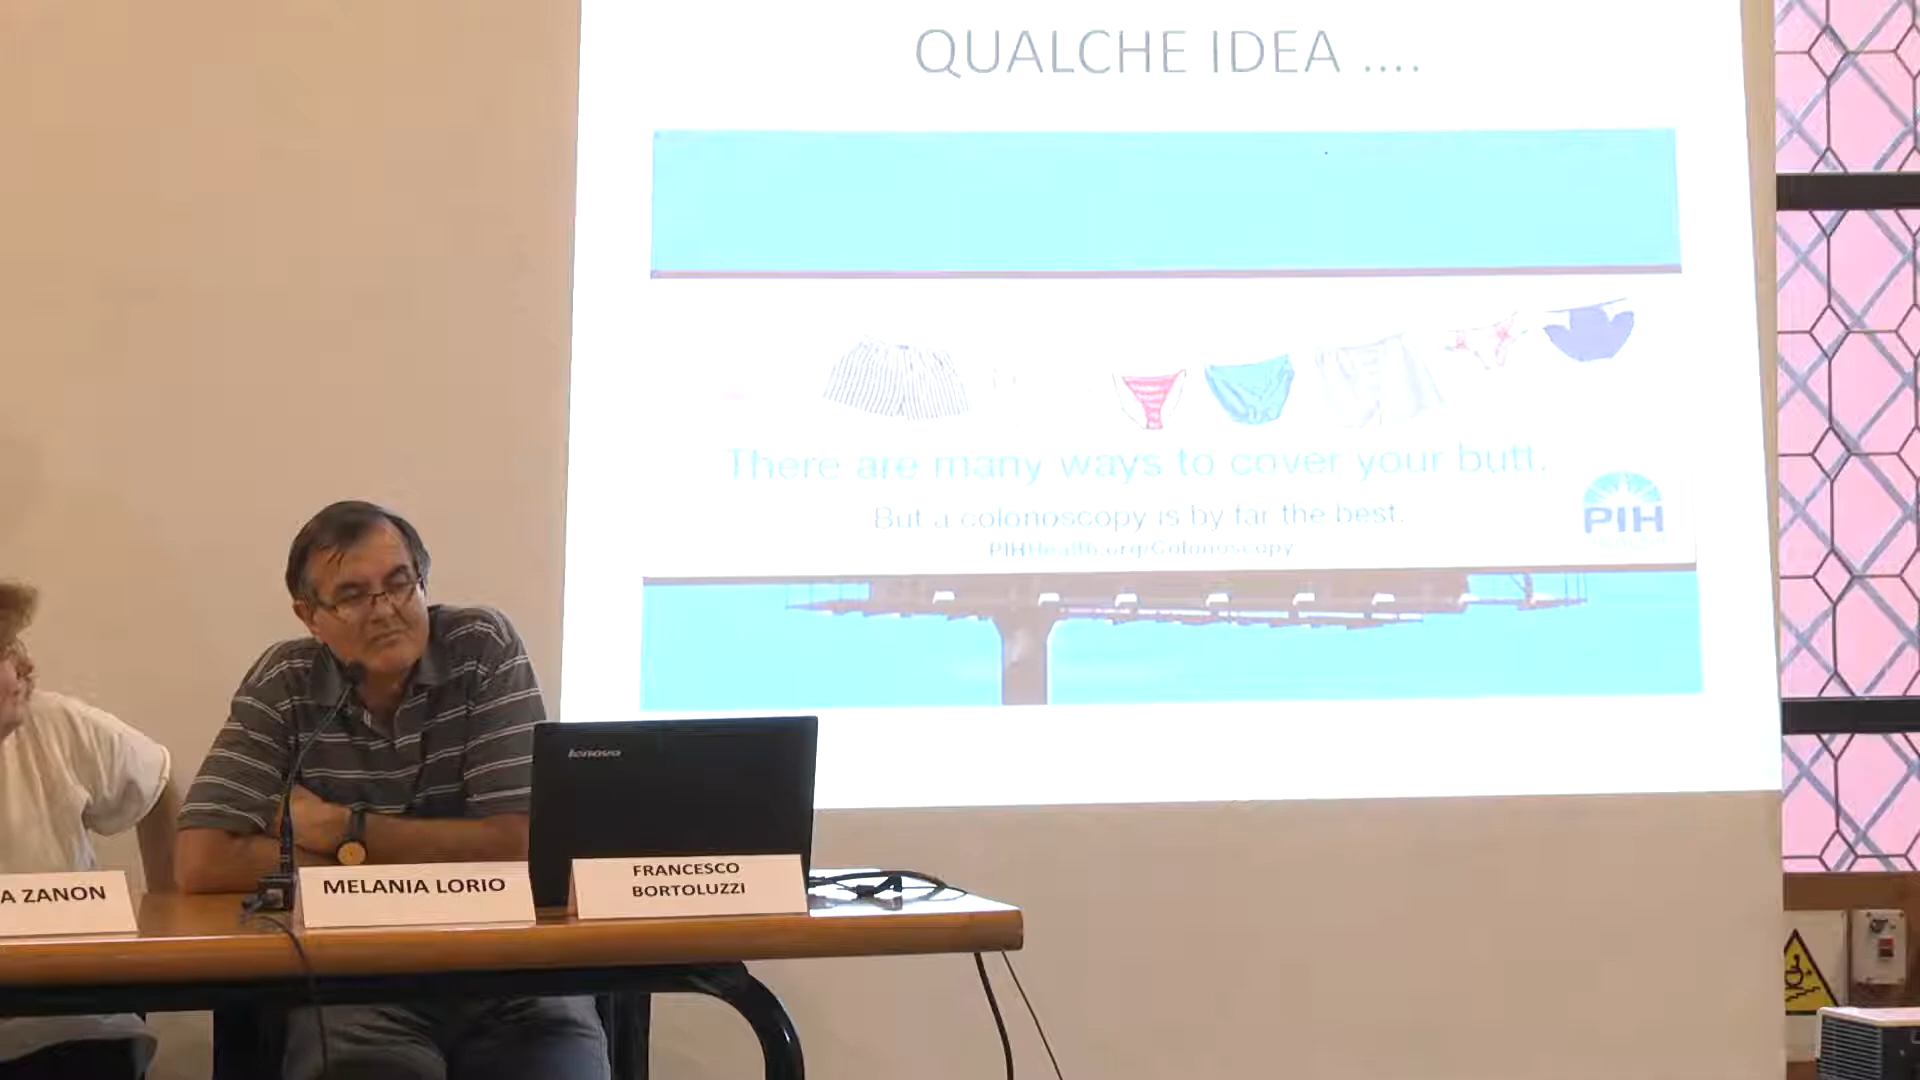 QUALCHE IDEA ....
There are many ways to cover your butt.
But a colonoscopy is by far the best.
PIHHealth.org/Colonoscopy
PIH
lenovo
A ZANON
MELANIA LORIO
FRANCESCO
BORTOLUZZI